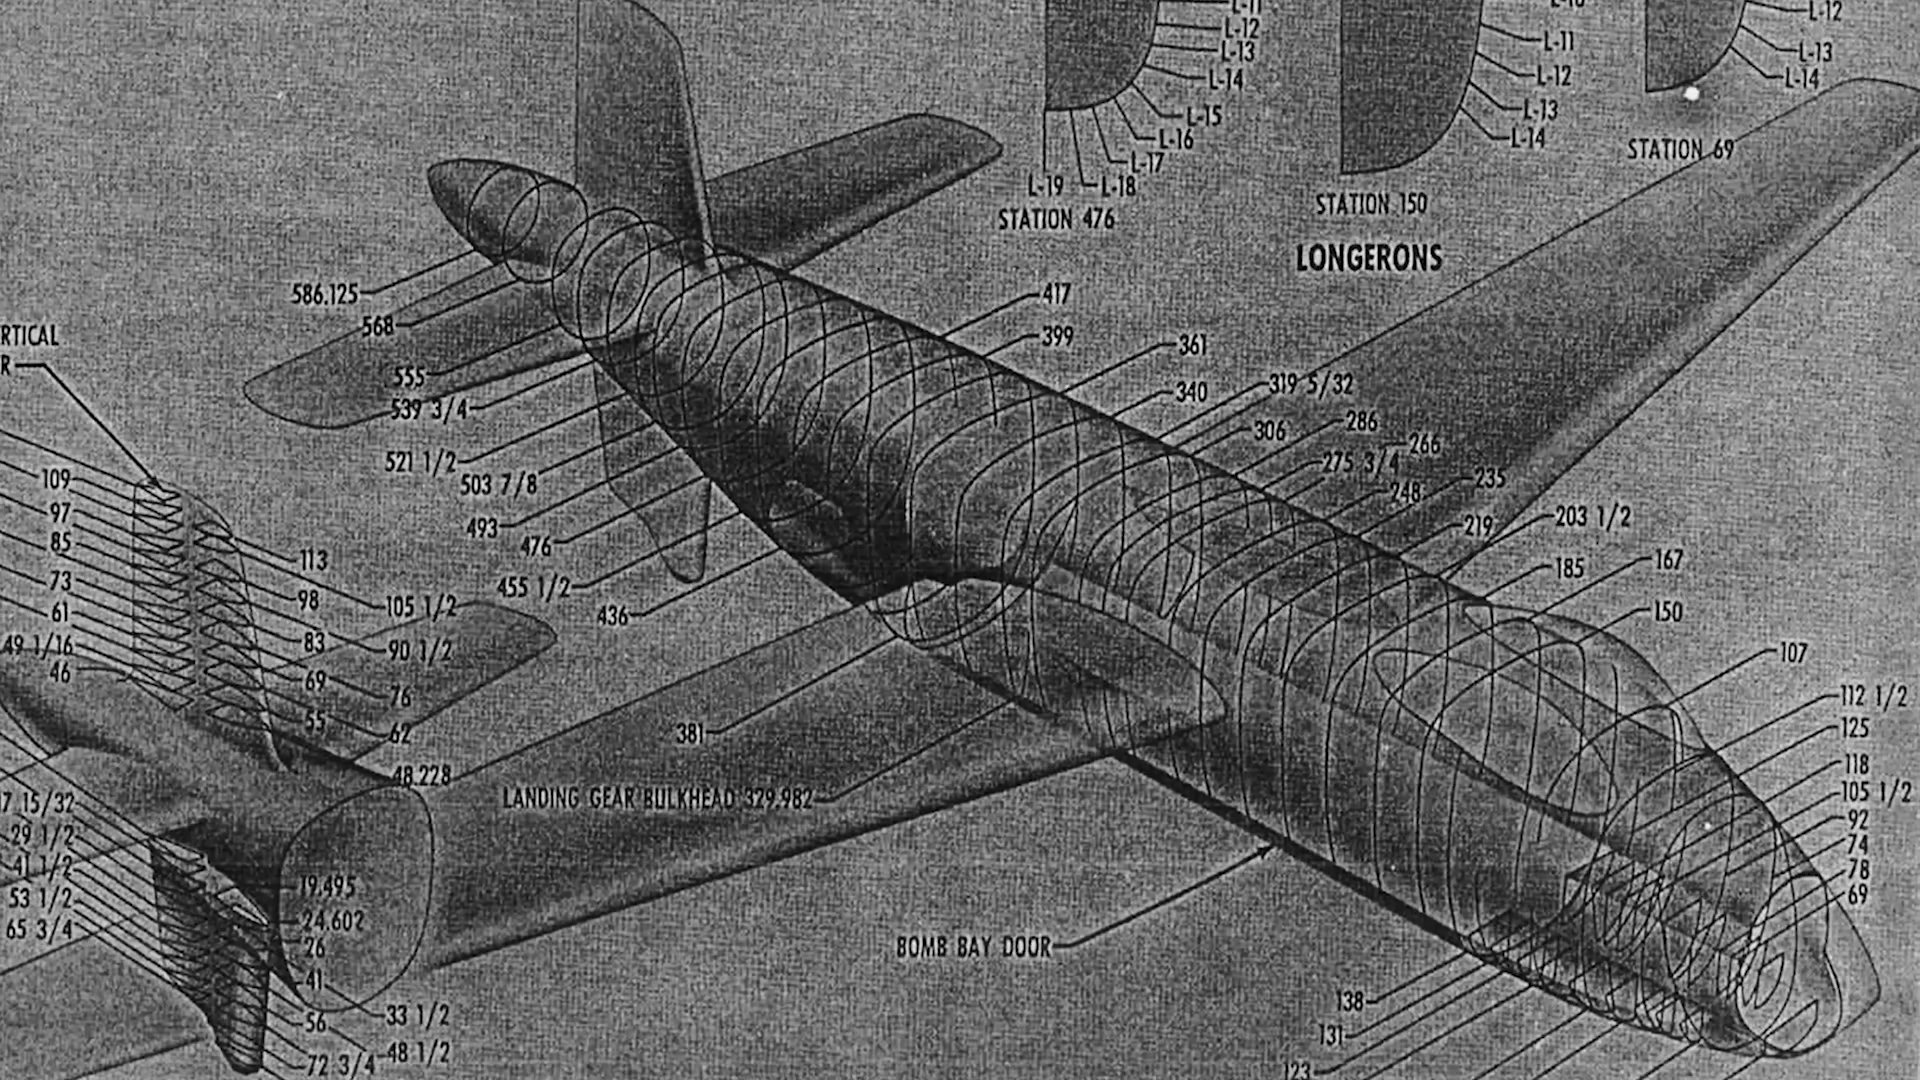 L-11
L-12
L-13
L-14
L-15
L-16
L-17
L-18
L-19
STATION 476
L-11
L-12
L-13
L-14
STATION 150
L-12
L-13
L-14
STATION 69
LONGERONS
586.125
568
555
539 3/4
521 1/2
503 7/8
493
476
455 1/2
436
381
LANDING GEAR BULKHEAD 329.982
417
399
361
340
319 5/32
306
286
275 3/4
266
248
235
219
203 1/2
185
167
150
107
112 1/2
125
118
105 1/2
92
74
78
69
BOMB BAY DOOR
138
131
123
RTICAL
R
109
97
85
73
61
49 1/16
46
113
105 1/2
98
90 1/2
83
76
69
62
55
48.228
7 15/32
29 1/2
41 1/2
53 1/2
65 3/4
19.495
24.602
26
41
33 1/2
56
48 1/2
72 3/4